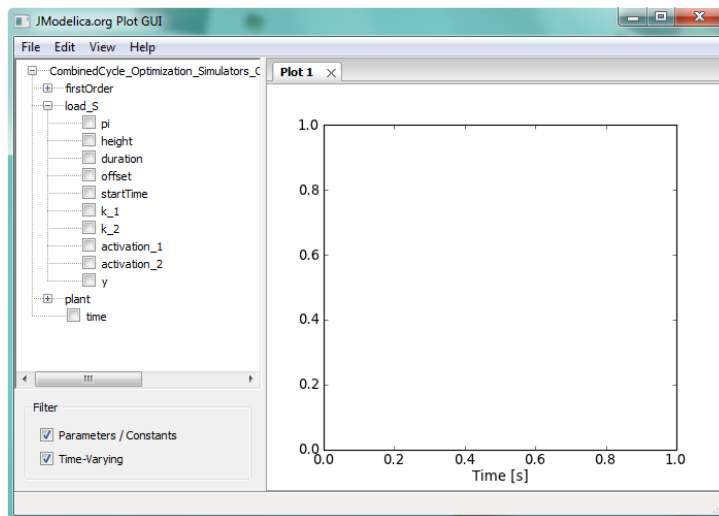 JModelica.org Plot GUI
File Edit View Help
CombinedCycle_Optimization_Simulators_C
firstOrder
load_S
pi
height
duration
offset
startTime
k_1
k_2
activation_1
activation_2
y
plant
time
Filter
Parameters / Constants
Time-Varying
Plot 1
1.0
0.8
0.6
0.4
0.2
0.0
0.0 0.2 0.4 0.6 0.8 1.0
Time [s]